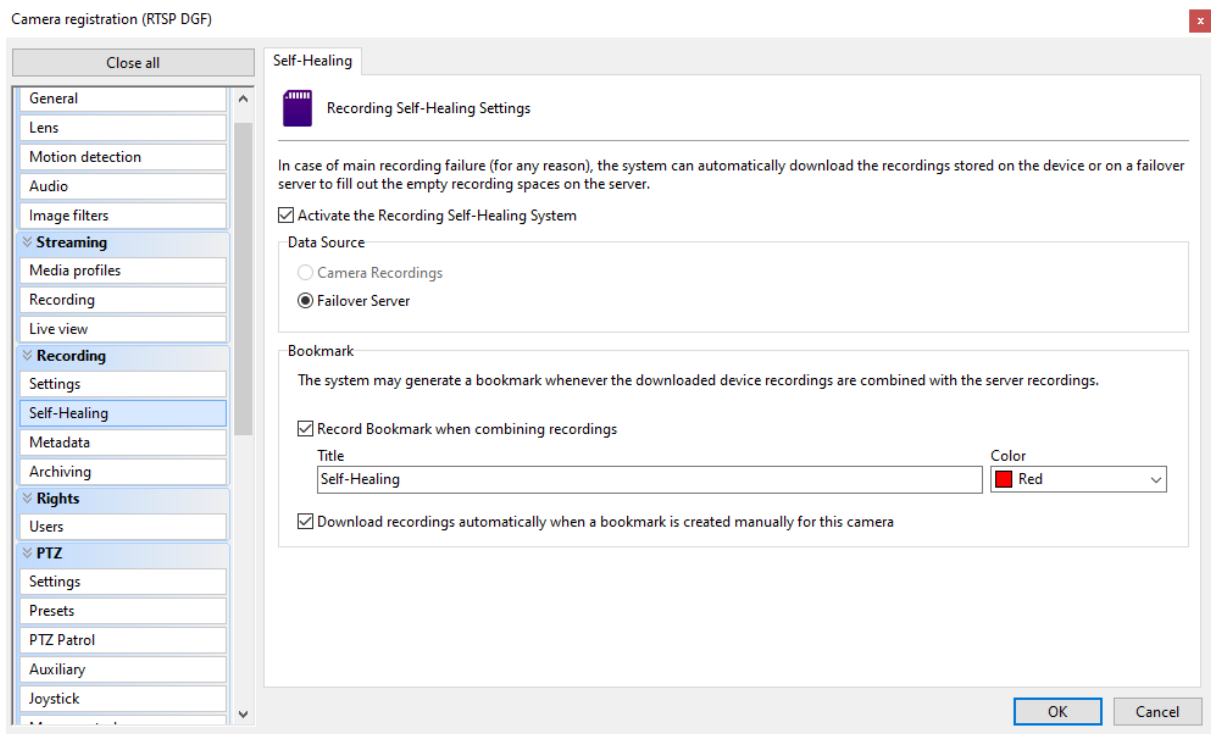 Camera registration (RTSP DGF)
x
Close all
General
Lens
Motion detection
Audio
Image filters
Streaming
Media profiles
Recording
Live view
Recording
Settings
Self-Healing
Metadata
Archiving
Rights
Users
PTZ
Settings
Presets
PTZ Patrol
Auxiliary
Joystick
Self-Healing
Recording Self-Healing Settings
In case of main recording failure (for any reason), the system can automatically download the recordings stored on the device or on a failover
server to fill out the empty recording spaces on the server.
Activate the Recording Self-Healing System
Data Source
Camera Recordings
Failover Server
Bookmark
The system may generate a bookmark whenever the downloaded device recordings are combined with the server recordings.
Record Bookmark when combining recordings
Title
Color
Self-Healing
Red
Download recordings automatically when a bookmark is created manually for this camera
OK
Cancel